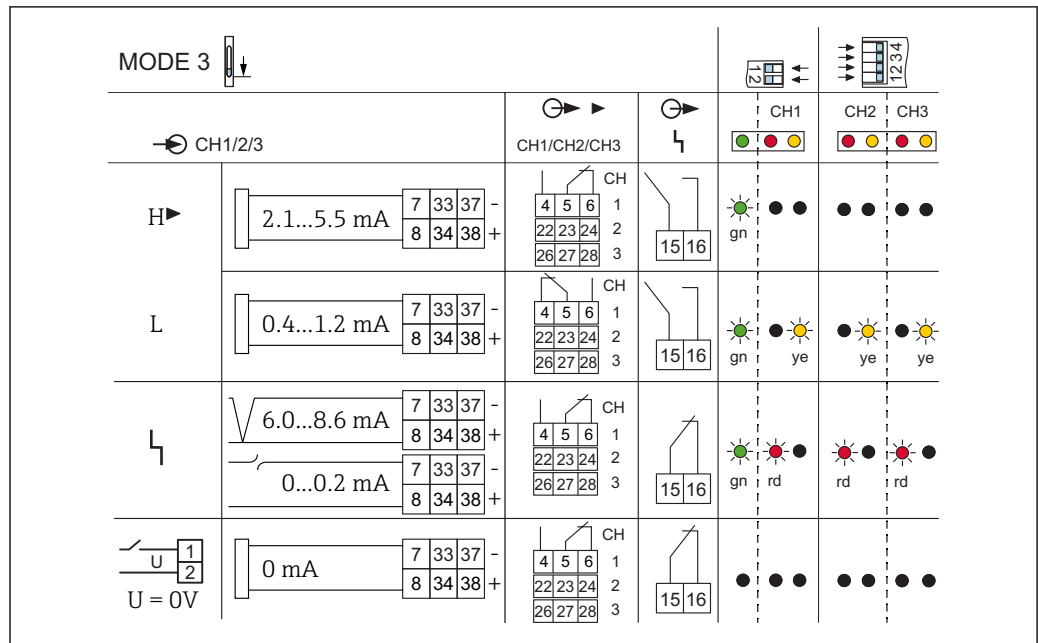 MODE 3
1 2
1 2 3 4
CH1/2/3
CH1/CH2/CH3
CH1
CH2
CH3
H
2.1...5.5 mA
7 33 37 -
8 34 38 +
CH
4 5 6 1
22 23 24 2
26 27 28 3
15 16
gn
L
0.4...1.2 mA
7 33 37 -
8 34 38 +
CH
4 5 6 1
22 23 24 2
26 27 28 3
15 16
gn
ye
ye
ye
6.0...8.6 mA
7 33 37 -
8 34 38 +
0...0.2 mA
7 33 37 -
8 34 38 +
CH
4 5 6 1
22 23 24 2
26 27 28 3
15 16
gn
rd
rd
rd
U
1
2
U = 0V
0 mA
7 33 37 -
8 34 38 +
CH
4 5 6 1
22 23 24 2
26 27 28 3
15 16